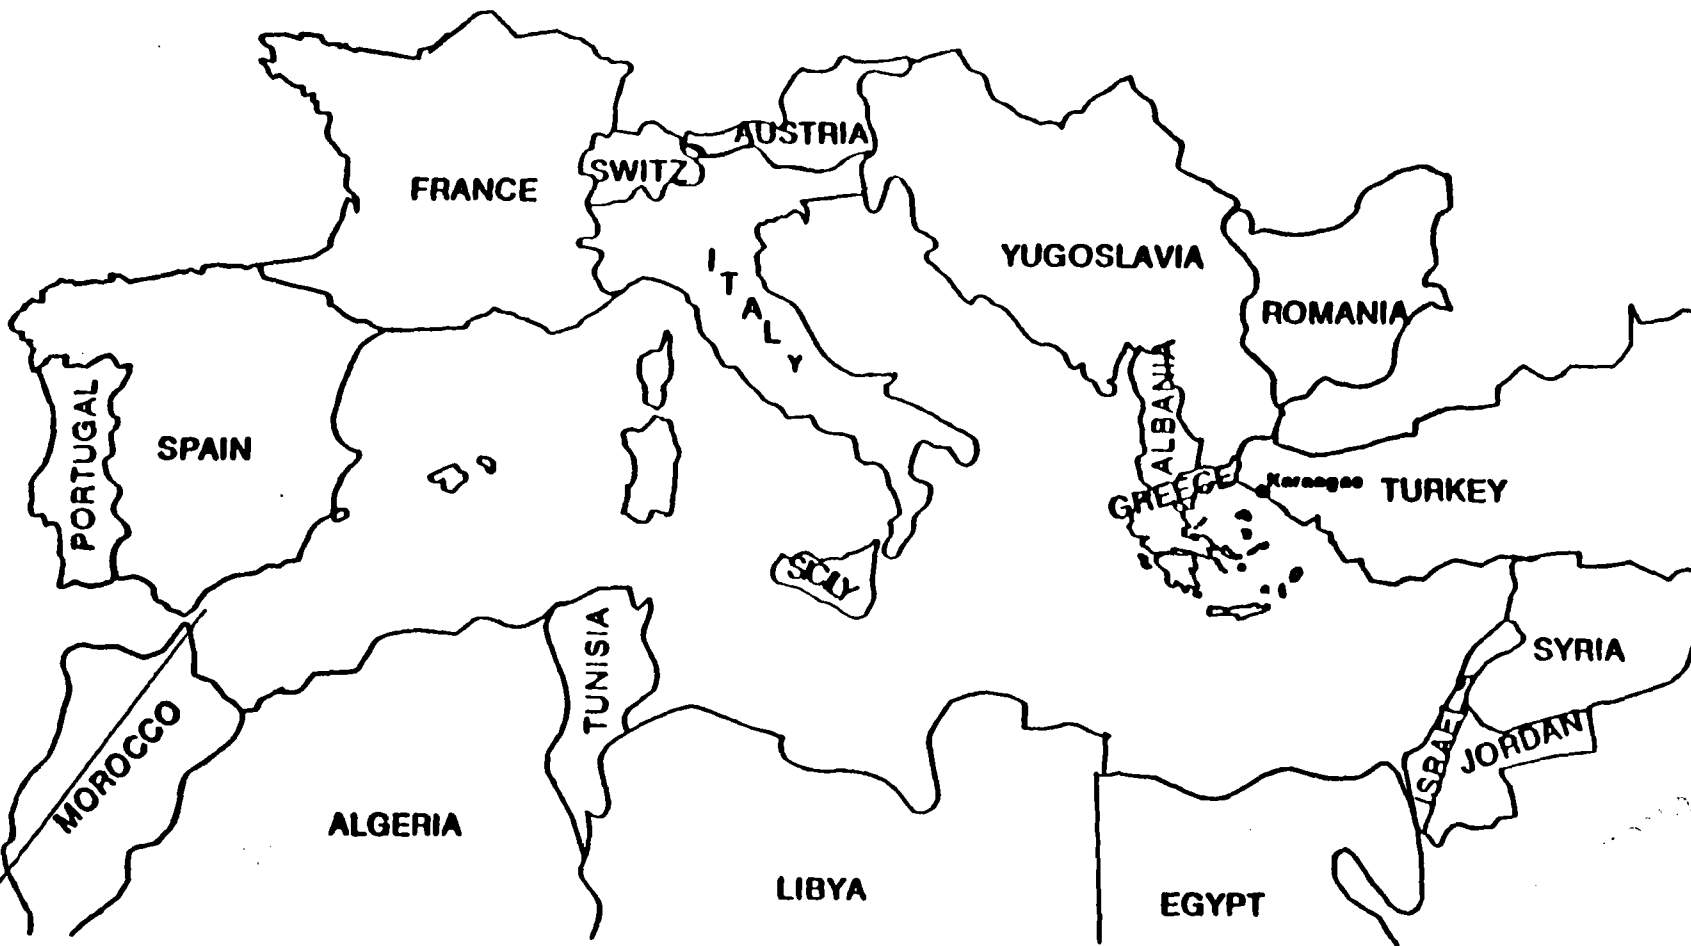 AUSTRIA
SWITZ
FRANCE
YUGOSLAVIA
ITALY
ROMANIA
ALBANIA
PORTUGAL
SPAIN
GREECE
TURKEY
SICILY
TUNISIA
SYRIA
MOROCCO
ISRAEL
JORDAN
ALGERIA
LIBYA
EGYPT